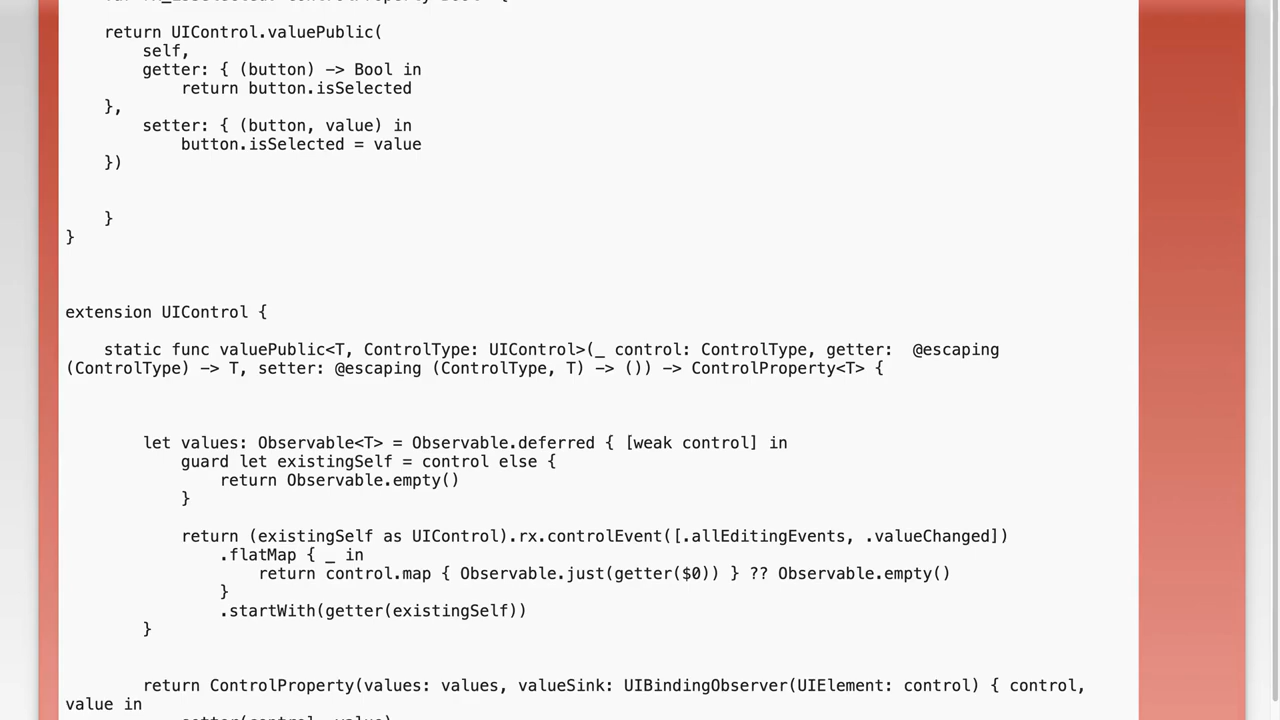 return UIControl.valuePublic(
self,
getter: { (button) -> Bool in
return button.isSelected
},
setter: { (button, value) in
button.isSelected = value
})
}
}
extension UIControl {
static func valuePublic<T, ControlType: UIControl>(_ control: ControlType, getter:  @escaping
(ControlType) -> T, setter: @escaping (ControlType, T) -> ()) -> ControlProperty<T> {
let values: Observable<T> = Observable.deferred { [weak control] in
guard let existingSelf = control else {
return Observable.empty()
}
return (existingSelf as UIControl).rx.controlEvent([.allEditingEvents, .valueChanged])
.flatMap { _ in
return control.map { Observable.just(getter($0)) } ?? Observable.empty()
}
.startWith(getter(existingSelf))
}
return ControlProperty(values: values, valueSink: UIBindingObserver(UIElement: control) { control,
value in
setter(control, value)